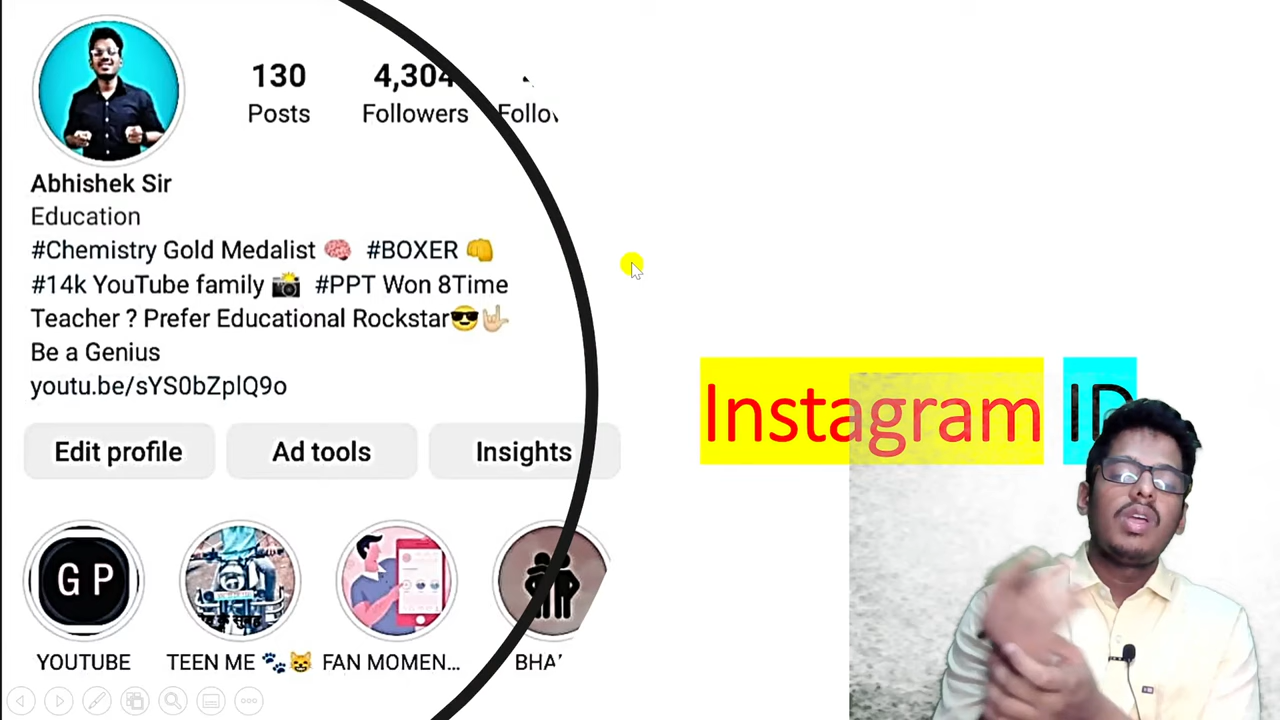 130
4,304
Posts
Followers
Abhishek Sir
Education
#Chemistry Gold Medalist 🧠 #BOXER 👊
#14k YouTube family 📸 #PPT Won 8Time
Teacher ? Prefer Educational Rockstar😎🤟🏼
Be a Genius
youtu.be/sYS0bZplQ9o
Edit profile
Ad tools
Insights
Instagram ID
G P
YOUTUBE
TEEN ME 🐾😺
FAN MOMEN...